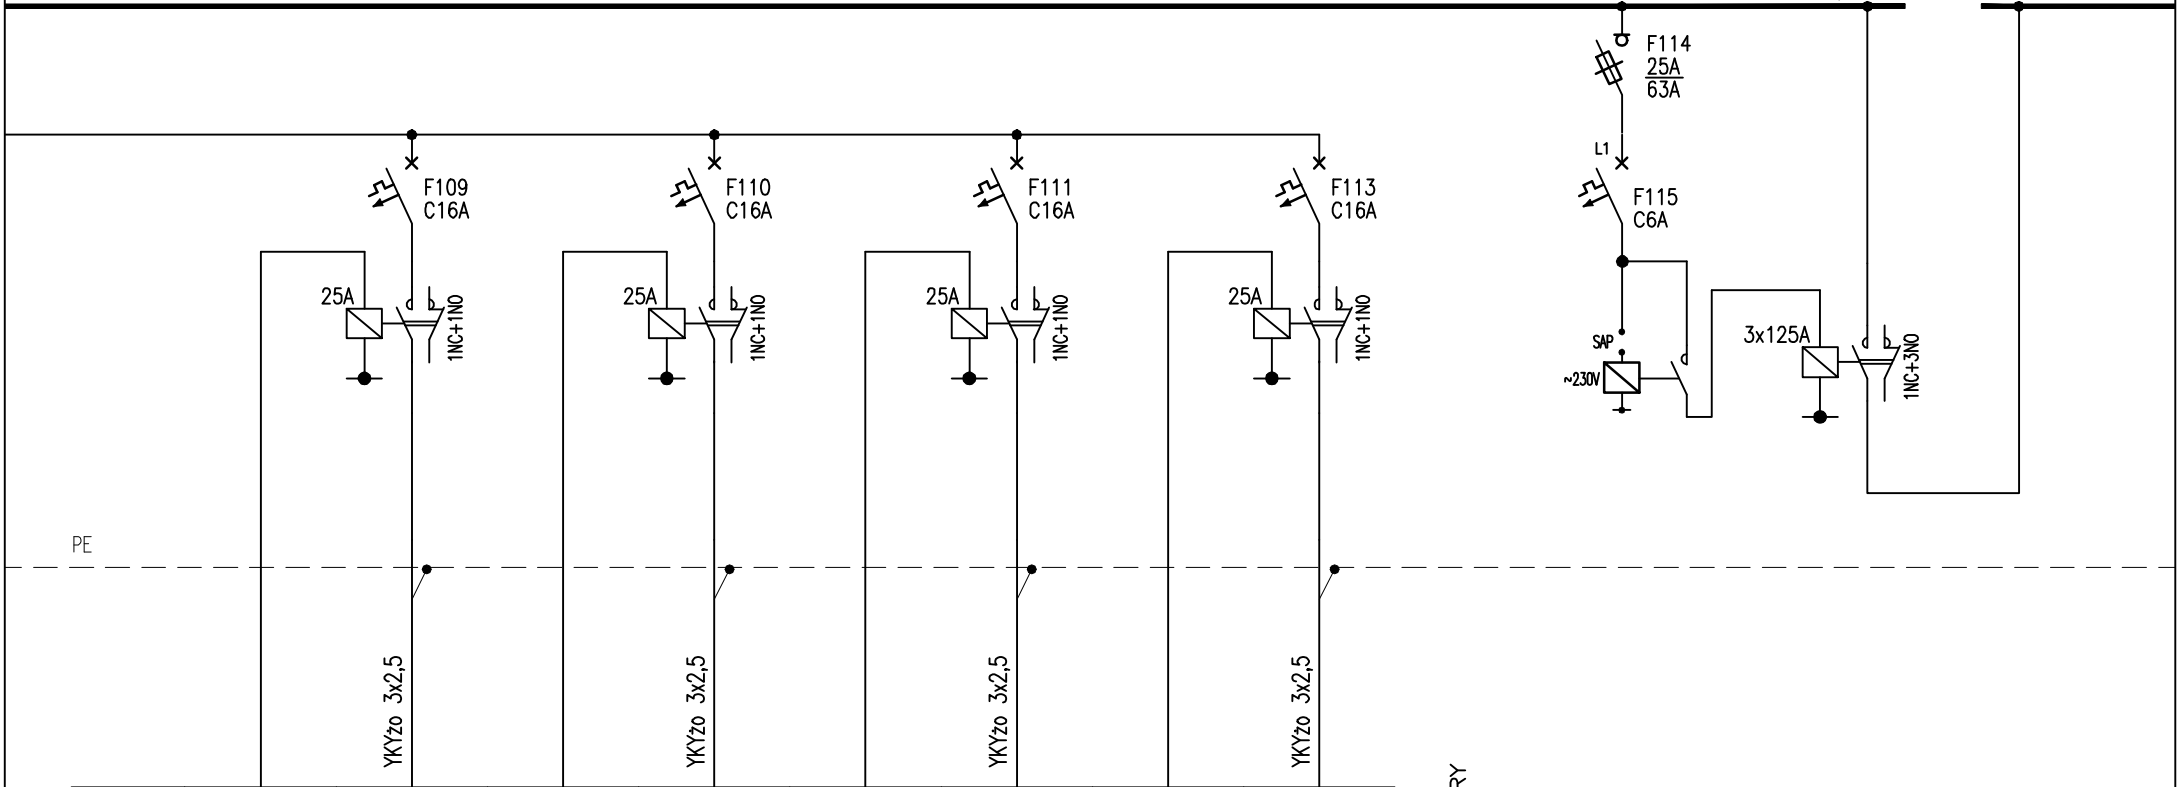 F114
25A
63A
L1
F109
C16A
F110
C16A
F111
C16A
F113
C16A
F115
C6A
25A
1NC+1NO
25A
1NC+1NO
25A
1NC+1NO
25A
1NC+1NO
SAP
~230V
3x125A
1NC+3NO
PE
YKYżo 3x2,5
YKYżo 3x2,5
YKYżo 3x2,5
YKYżo 3x2,5
RY